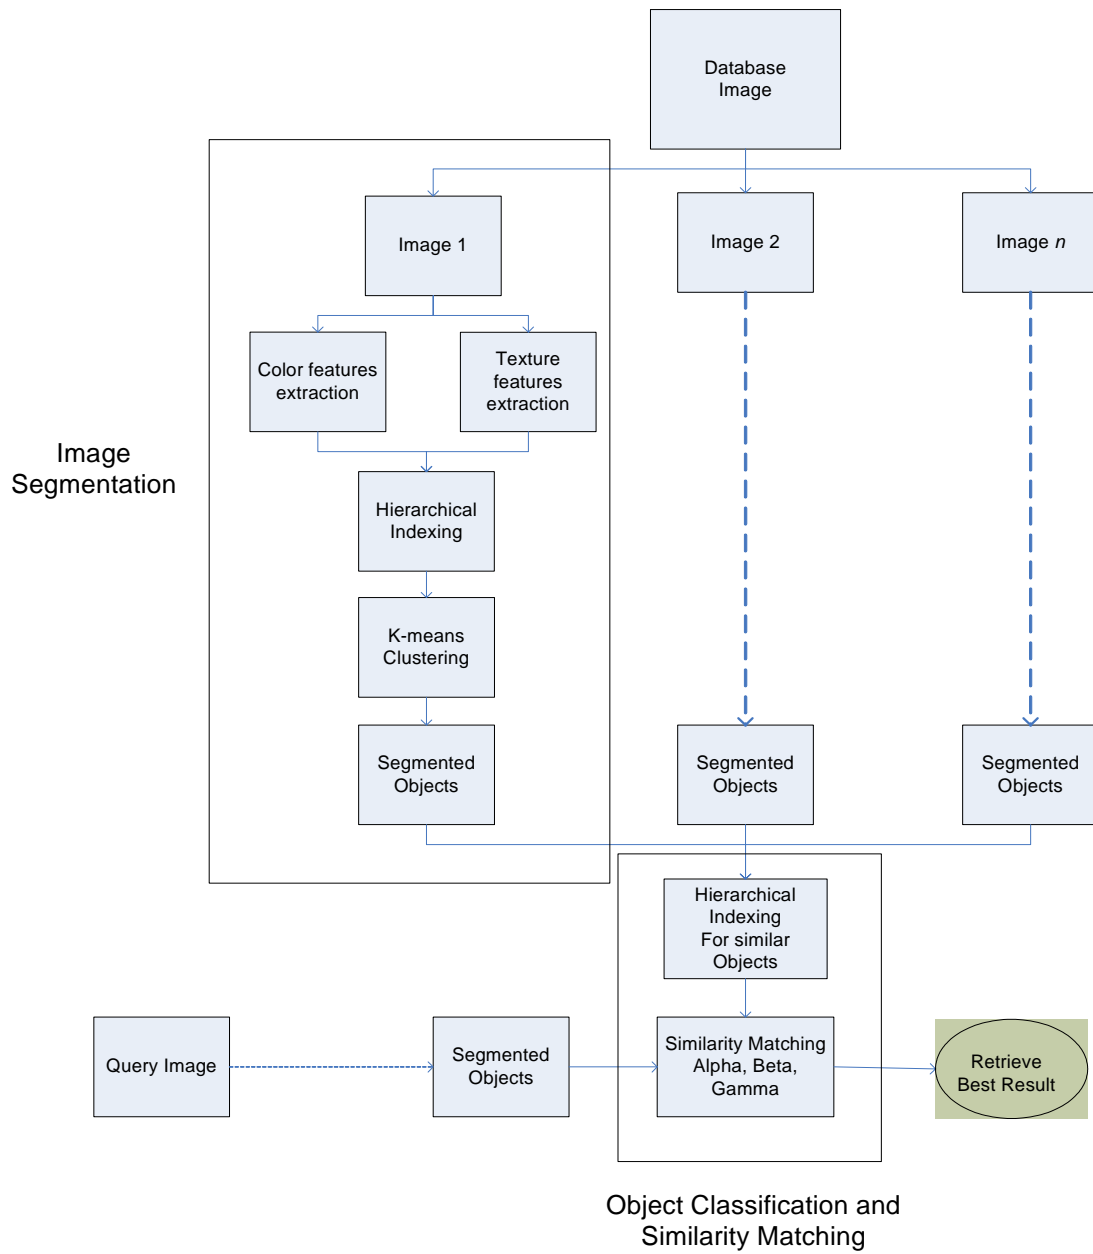 Database
Image
Image 1
Image 2
Image n
Color features
extraction
Texture
features
extraction
Image
Segmentation
Hierarchical
Indexing
K-means
Clustering
Segmented
Objects
Segmented
Objects
Segmented
Objects
Hierarchical
Indexing
For similar
Objects
Query Image
Segmented
Objects
Similarity Matching
Alpha, Beta,
Gamma
Retrieve
Best Result
Object Classification and
Similarity Matching